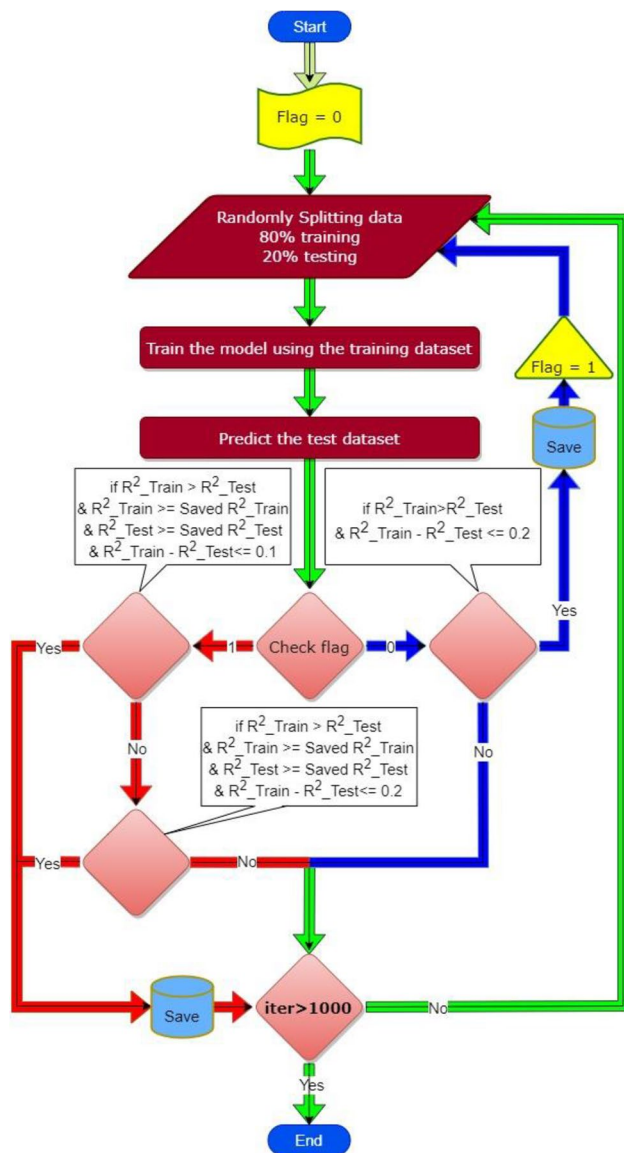 Start
Flag = 0
Randomly Splitting data
80% training
20% testing
Train the model using the training dataset
Flag = 1
Predict the test dataset
Save
if R²_Train > R²_Test
& R²_Train >= Saved R²_Train
& R²_Test >= Saved R²_Test
& R²_Train - R²_Test<= 0.1
if R²_Train>R²_Test
& R²_Train - R²_Test <= 0.2
Yes
Yes
1
Check flag
0
if R²_Train > R²_Test
& R²_Train >= Saved R²_Train
& R²_Test >= Saved R²_Test
& R²_Train - R²_Test<= 0.2
No
No
Yes
No
Save
iter>1000
No
Yes
End